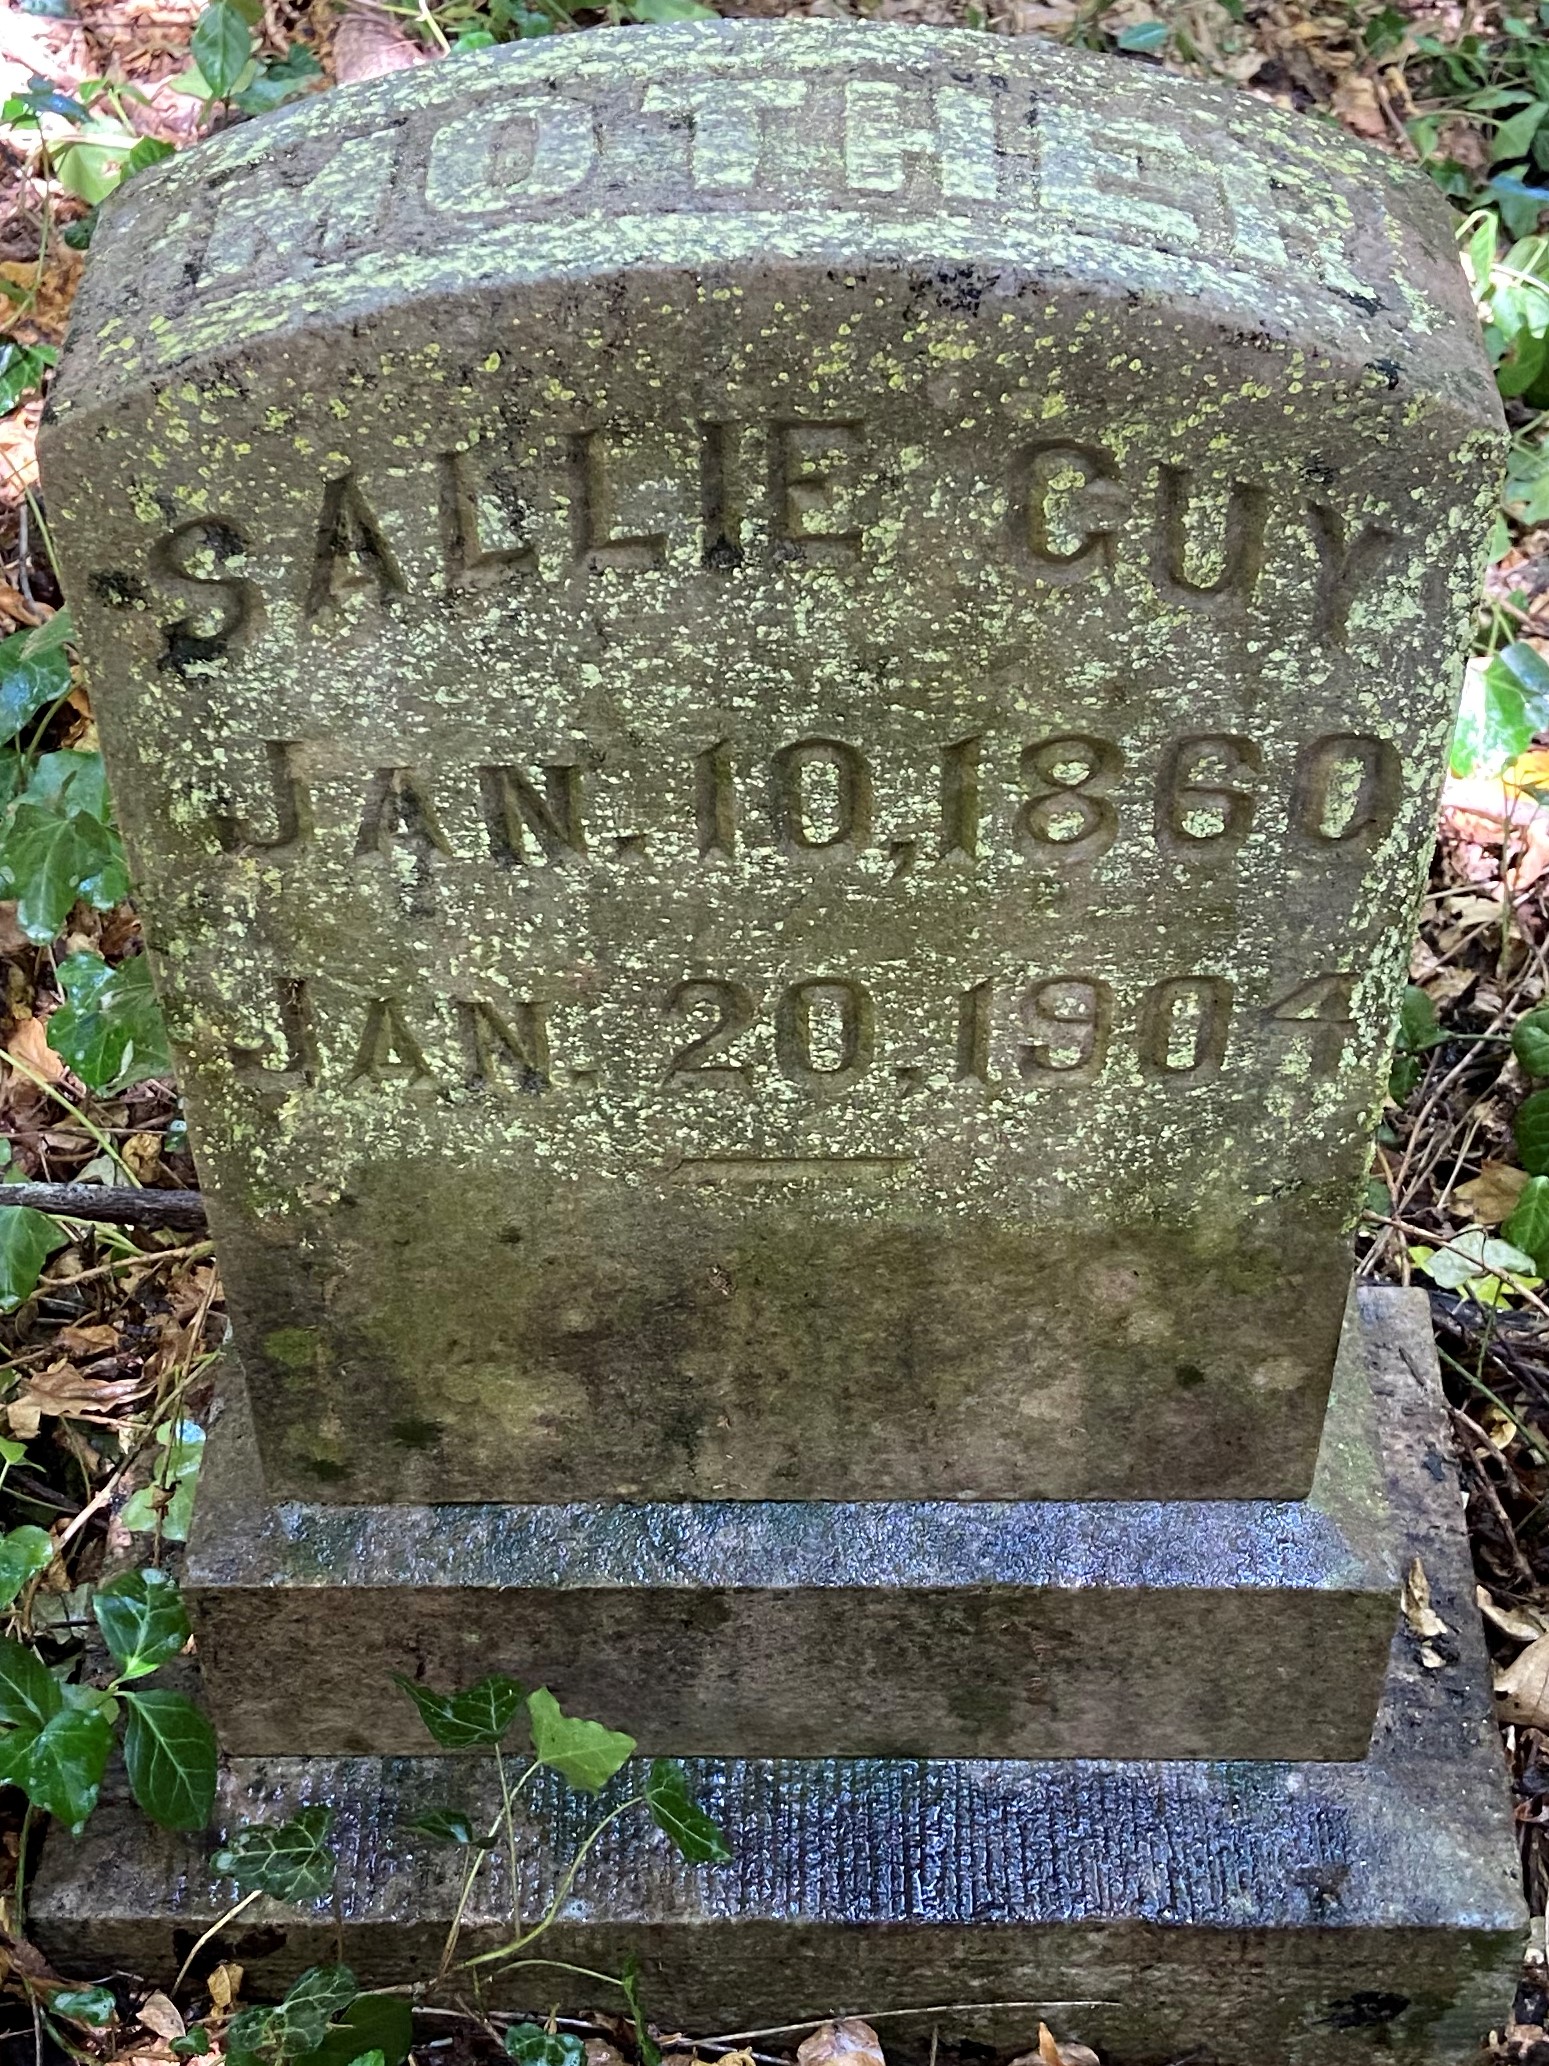 MOTHER
SALLIE GUY
JAN. 10, 1860
JAN. 20, 1904